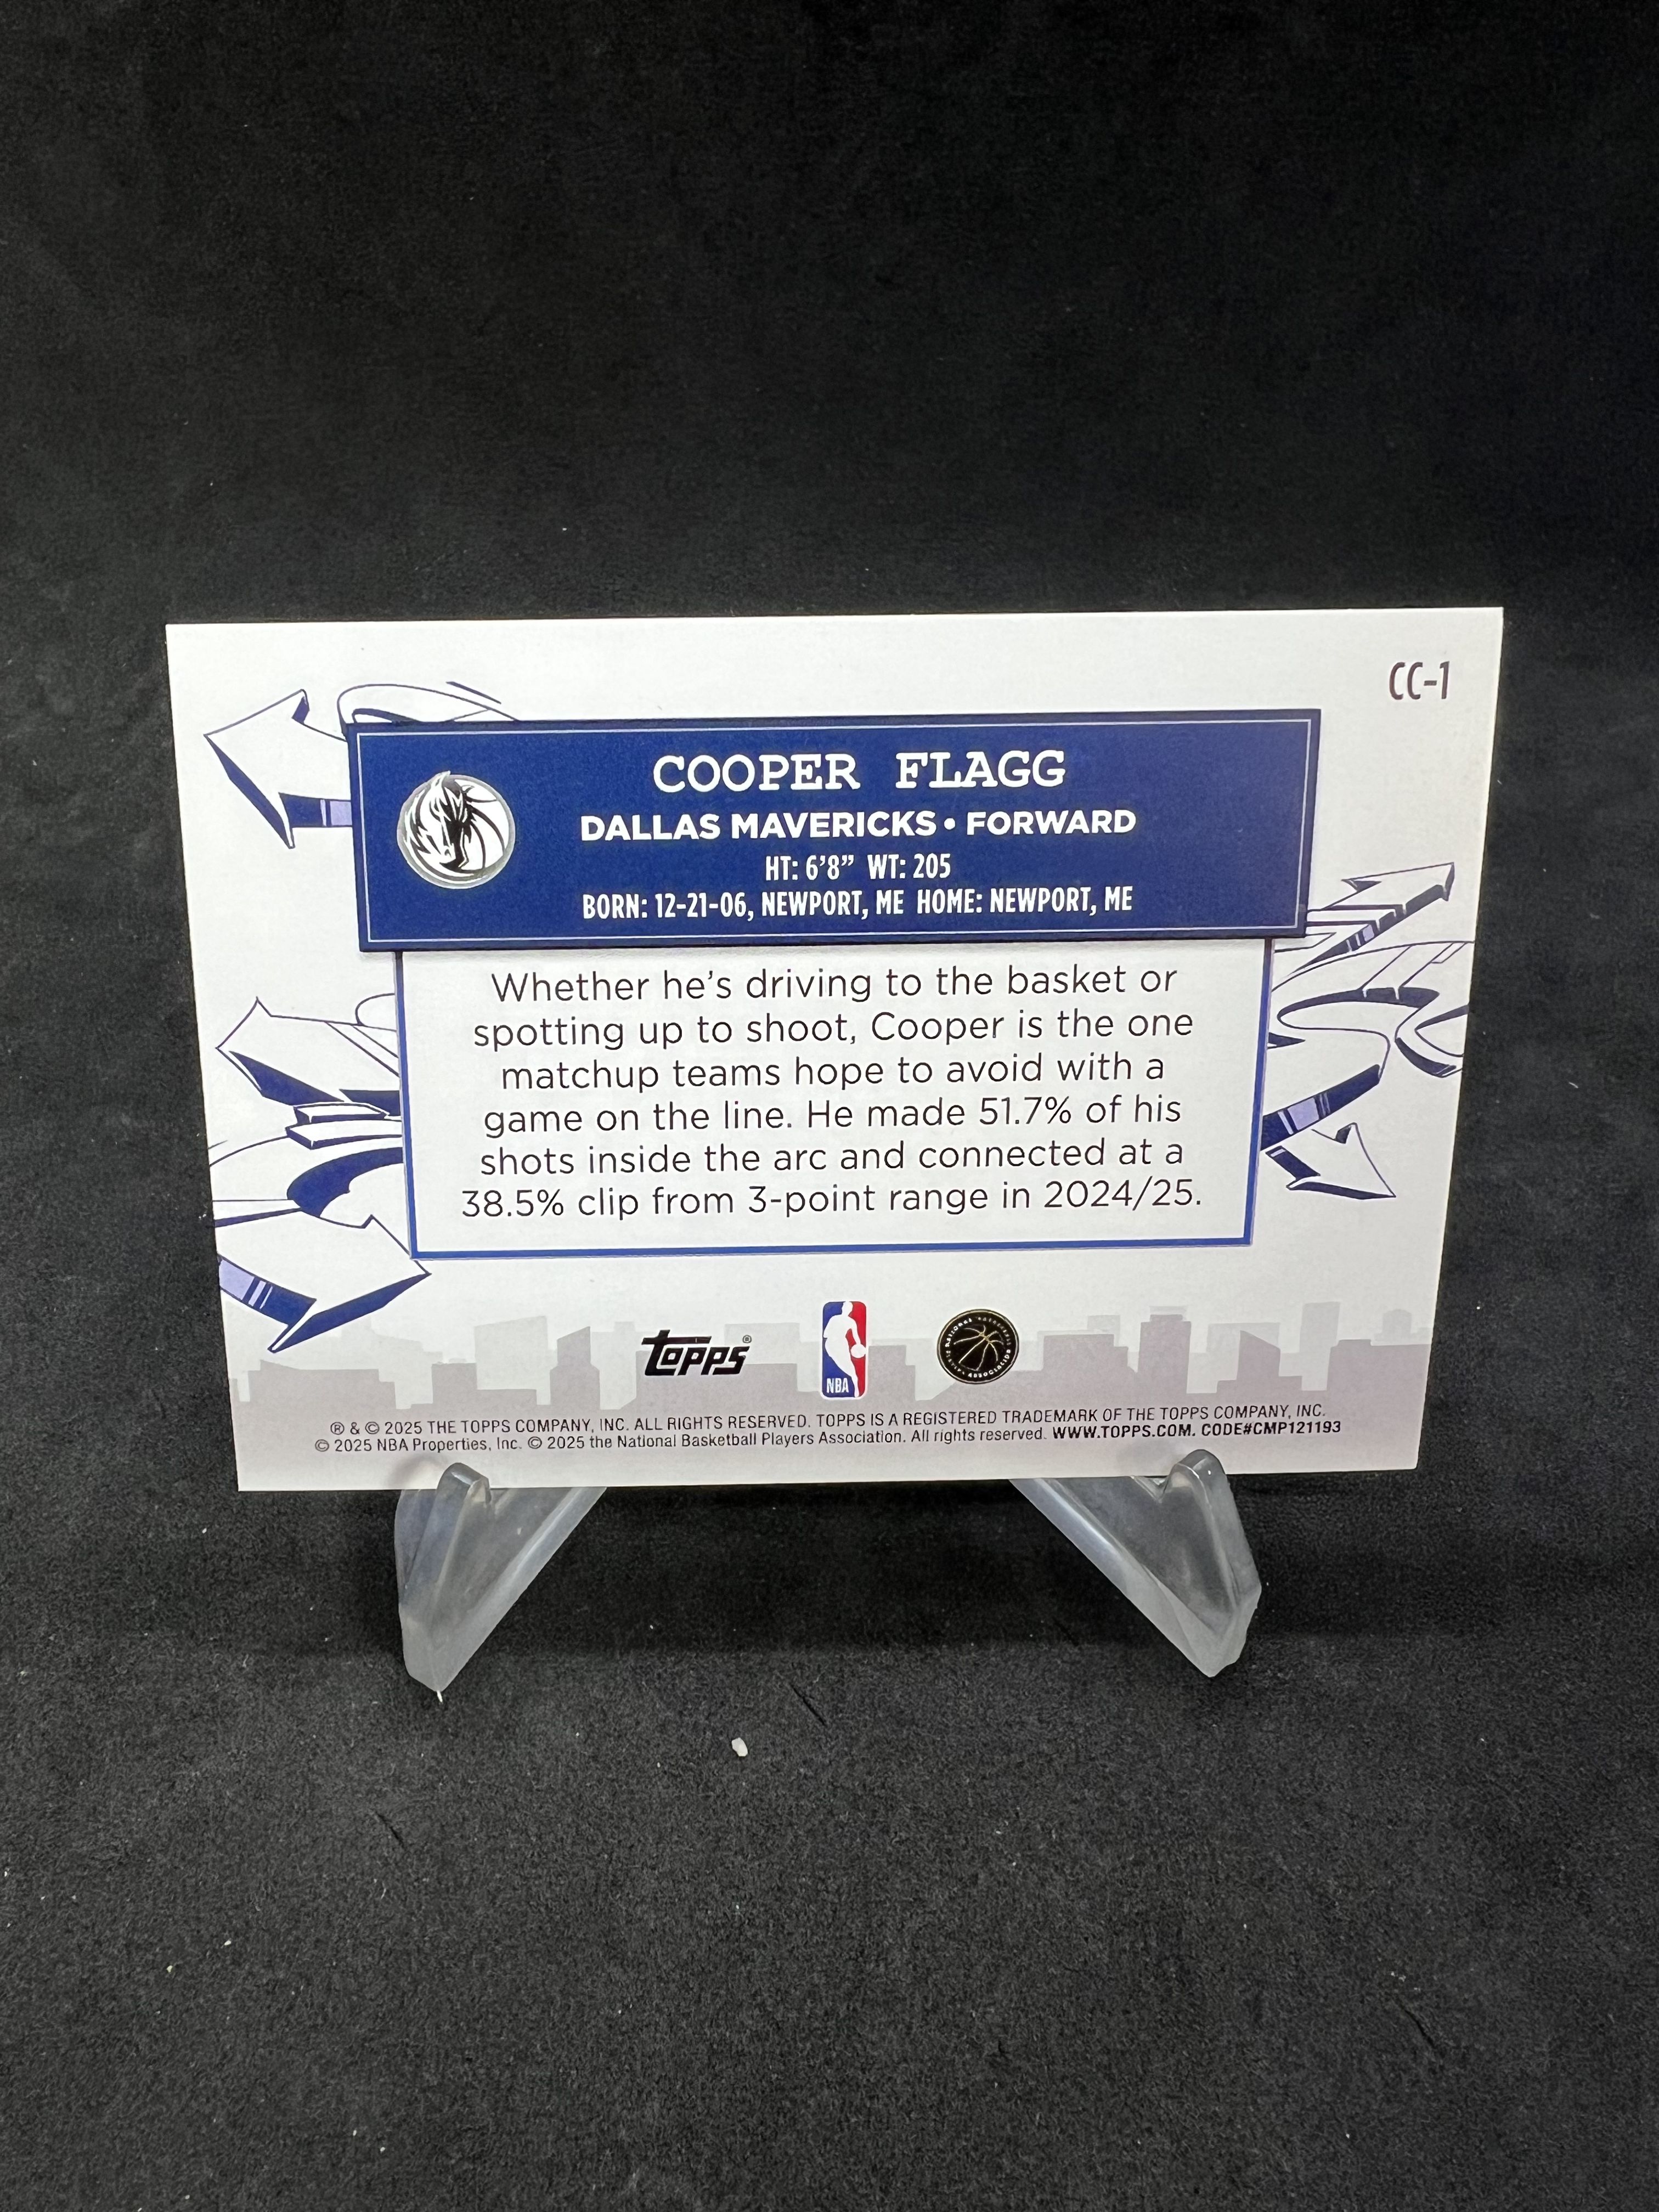 CC-1
COOPER FLAGG
DALLAS MAVERICKS • FORWARD
HT: 6'8” WT: 205
BORN: 12-21-06, NEWPORT, ME HOME: NEWPORT, ME
Whether he's driving to the basket or
spotting up to shoot, Cooper is the one
matchup teams hope to avoid with a
game on the line. He made 51.7% of his
shots inside the arc and connected at a
38.5% clip from 3-point range in 2024/25.
Topps®
NBA
NATIONAL BASKETBALL PLAYERS ASSOCIATION
® & © 2025 THE TOPPS COMPANY, INC. ALL RIGHTS RESERVED. TOPPS IS A REGISTERED TRADEMARK OF THE TOPPS COMPANY, INC.
© 2025 NBA Properties, Inc. © 2025 the National Basketball Players Association. All rights reserved. WWW.TOPPS.COM. CODE#CMP121193